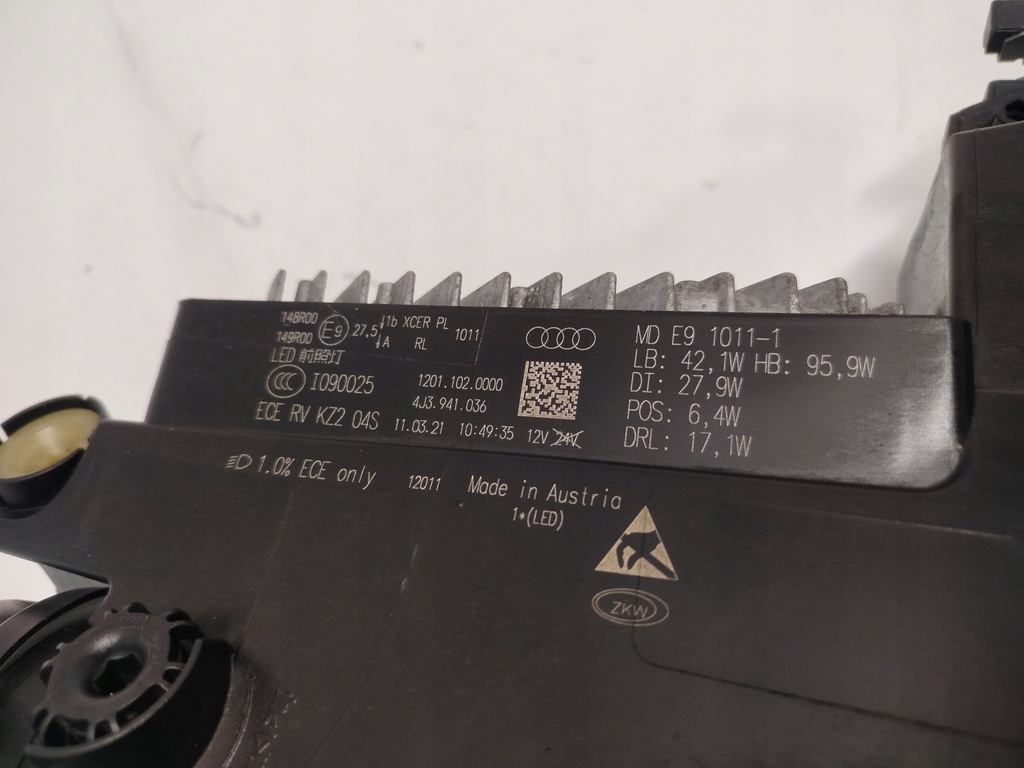 148R00
149R00
E9
27,5
1b XCER PL
A RL
1011
LED 前照灯
CCC I090025
1201.102.0000
4J3.941.036
ECE RV KZ2 04S 11.03.21 10:49:35 12V 24V
MD E9 1011-1
LB: 42,1W HB: 95,9W
DI: 27,9W
POS: 6,4W
DRL: 17,1W
1.0% ECE only 12011 Made in Austria
1*(LED)
ZKW